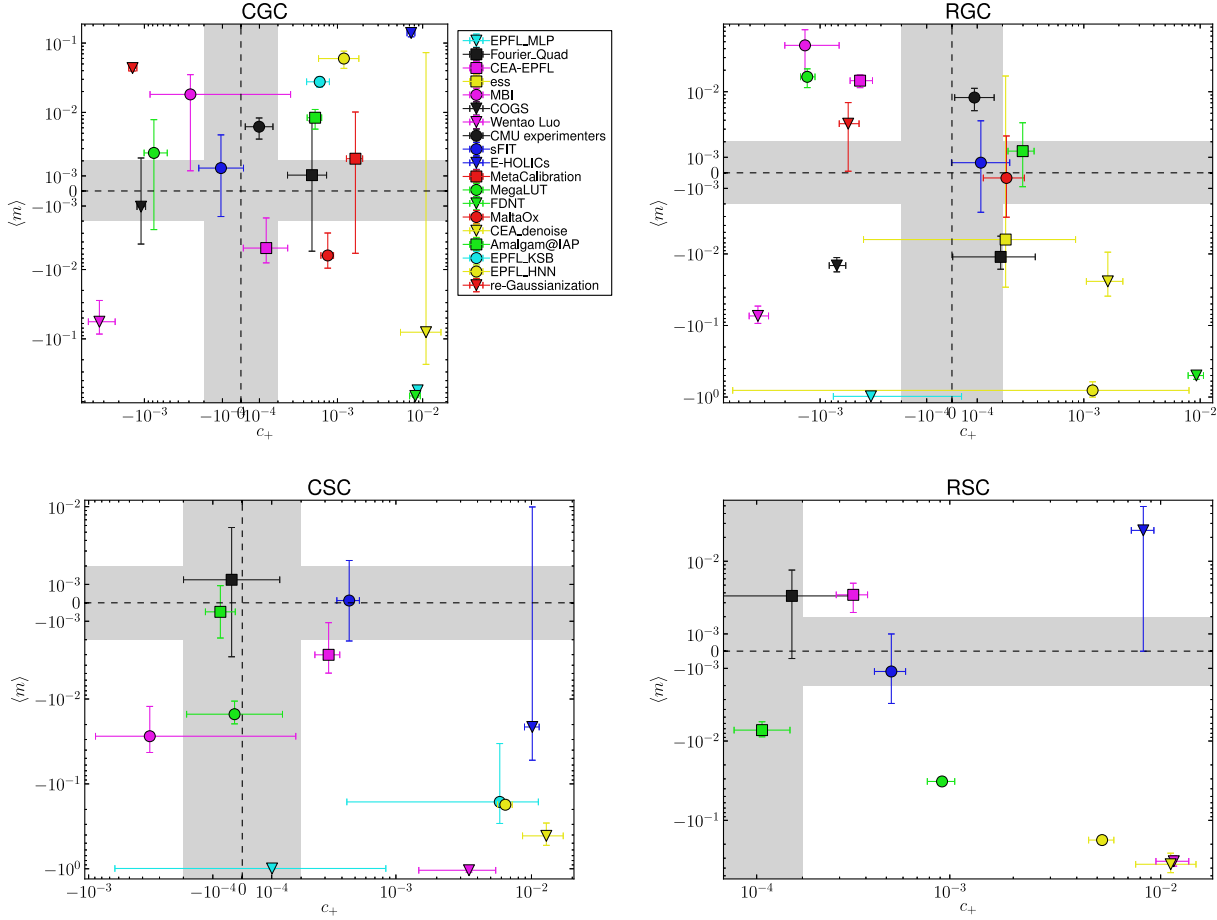 CGC
⟨m⟩
10⁻¹
10⁻²
10⁻³
0
−10⁻³
−10⁻²
−10⁻¹
−10⁻³
−10⁻⁴
0
10⁻⁴
10⁻³
10⁻²
c₊
EPFL_MLP
Fourier_Quad
CEA-EPFL
ess
MBI
COGS
Wentao Luo
CMU experimenters
sFIT
E-HOLICs
MetaCalibration
MegaLUT
FDNT
MaltaOx
CEA_denoise
Amalgam@IAP
EPFL_KSB
EPFL_HNN
re-Gaussianization
RGC
⟨m⟩
10⁻²
10⁻³
0
−10⁻³
−10⁻²
−10⁻¹
−10⁰
−10⁻³
−10⁻⁴
0
10⁻⁴
10⁻³
10⁻²
c₊
CSC
⟨m⟩
10⁻²
10⁻³
0
−10⁻³
−10⁻²
−10⁻¹
−10⁰
−10⁻³
−10⁻⁴
0
10⁻⁴
10⁻³
10⁻²
c₊
RSC
⟨m⟩
10⁻²
10⁻³
0
−10⁻³
−10⁻²
−10⁻¹
10⁻⁴
10⁻³
10⁻²
c₊